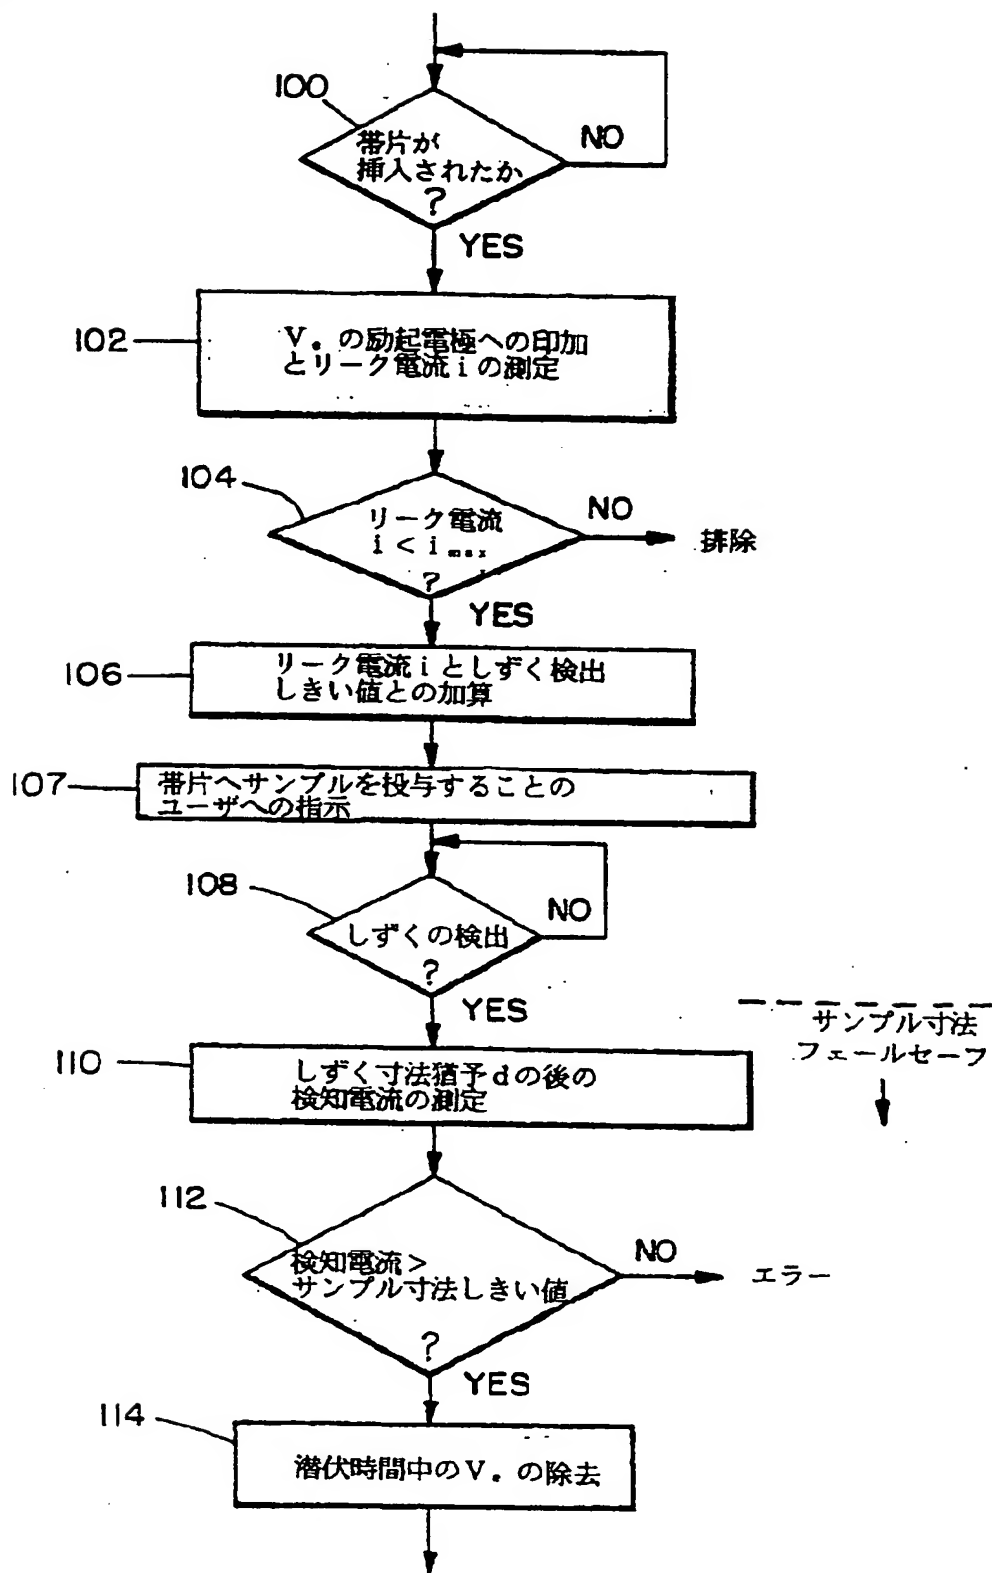 100
帯片が
挿入されたか
?
NO
YES
102
V。の励起電極への印加
とリーク電流iの測定
104
リーク電流
i < i max
?
NO
排除
YES
106
リーク電流iとしずく検出
しきい値との加算
107
帯片へサンプルを投与することの
ユーザへの指示
108
しずくの検出
?
NO
YES
サンプル寸法
フェールセーフ
110
しずく寸法猶予dの後の
検知電流の測定
112
検知電流>
サンプル寸法しきい値
?
NO
エラー
YES
114
潜伏時間中のV。の除去